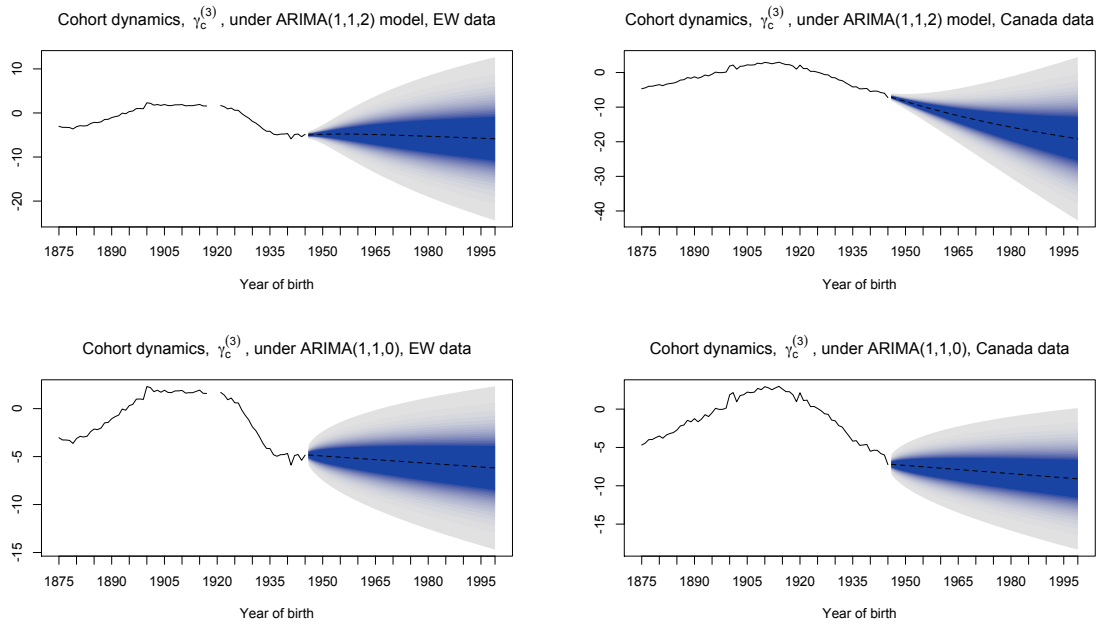 Cohort dynamics, γc(3) , under ARIMA(1,1,2) model, EW data
10
0
-10
-20
1875 1890 1905 1920 1935 1950 1965 1980 1995
Year of birth
Cohort dynamics, γc(3) , under ARIMA(1,1,2) model, Canada data
0
-10
-20
-30
-40
1875 1890 1905 1920 1935 1950 1965 1980 1995
Year of birth
Cohort dynamics, γc(3) , under ARIMA(1,1,0), EW data
0
-5
-10
-15
1875 1890 1905 1920 1935 1950 1965 1980 1995
Year of birth
Cohort dynamics, γc(3) , under ARIMA(1,1,0), Canada data
0
-5
-10
-15
1875 1890 1905 1920 1935 1950 1965 1980 1995
Year of birth